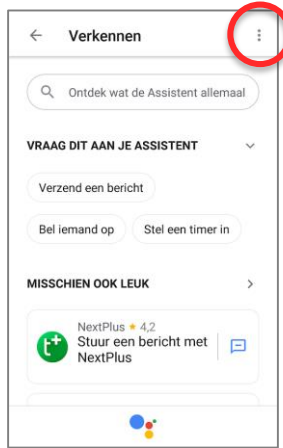 Verkennen
Ontdek wat de Assistent allemaal
VRAAG DIT AAN JE ASSISTENT
Verzend een bericht
Bel iemand op
Stel een timer in
MISSCHIEN OOK LEUK
NextPlus ★ 4,2
Stuur een bericht met
NextPlus